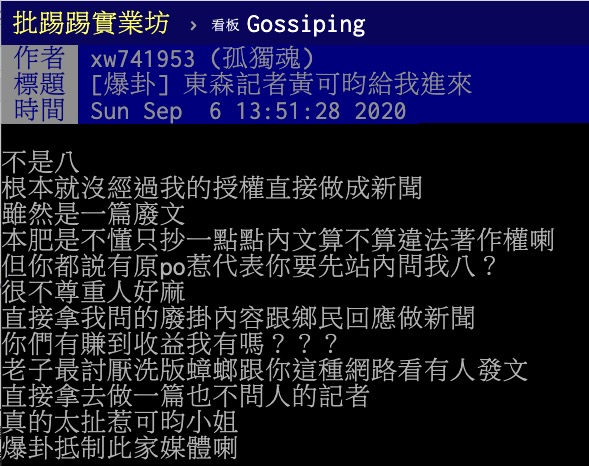 批踢踢實業坊 › 看板 Gossiping
作者 xw741953 (孤獨魂)
標題 [爆卦] 東森記者黃可昀給我進來
時間 Sun Sep  6 13:51:28 2020
不是八
根本就沒經過我的授權直接做成新聞
雖然是一篇廢文
本肥是不懂只抄一點點內文算不算違法著作權喇
但你都説有原po惹代表你要先站內問我八？
很不尊重人好麻
直接拿我問的廢掛內容跟鄉民回應做新聞
你們有賺到收益我有嗎？？？
老子最討厭洗版蟑螂跟你這種網路看有人發文
直接拿去做一篇也不問人的記者
真的太扯惹可昀小姐
爆卦抵制此家媒體喇